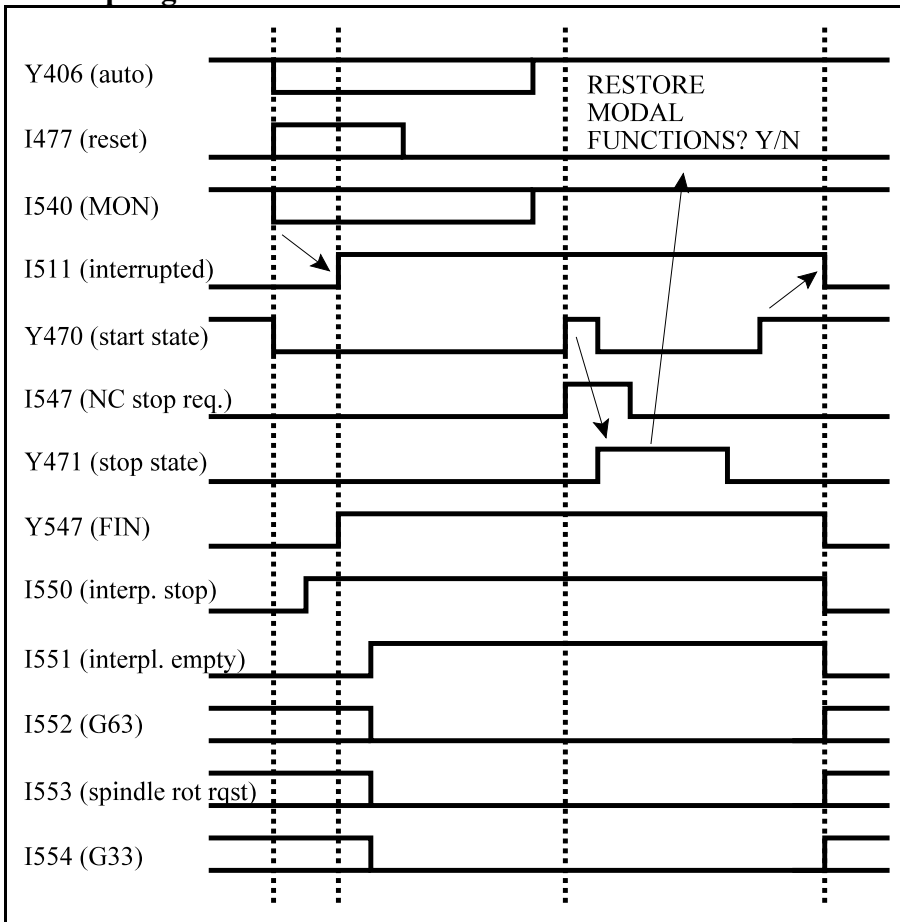 Y406 (auto)
RESTORE
MODAL
FUNCTIONS? Y/N
I477 (reset)
I540 (MON)
I511 (interrupted)
Y470 (start state)
I547 (NC stop req.)
Y471 (stop state)
Y547 (FIN)
I550 (interp. stop)
I551 (interpl. empty)
I552 (G63)
I553 (spindle rot rqst)
I554 (G33)